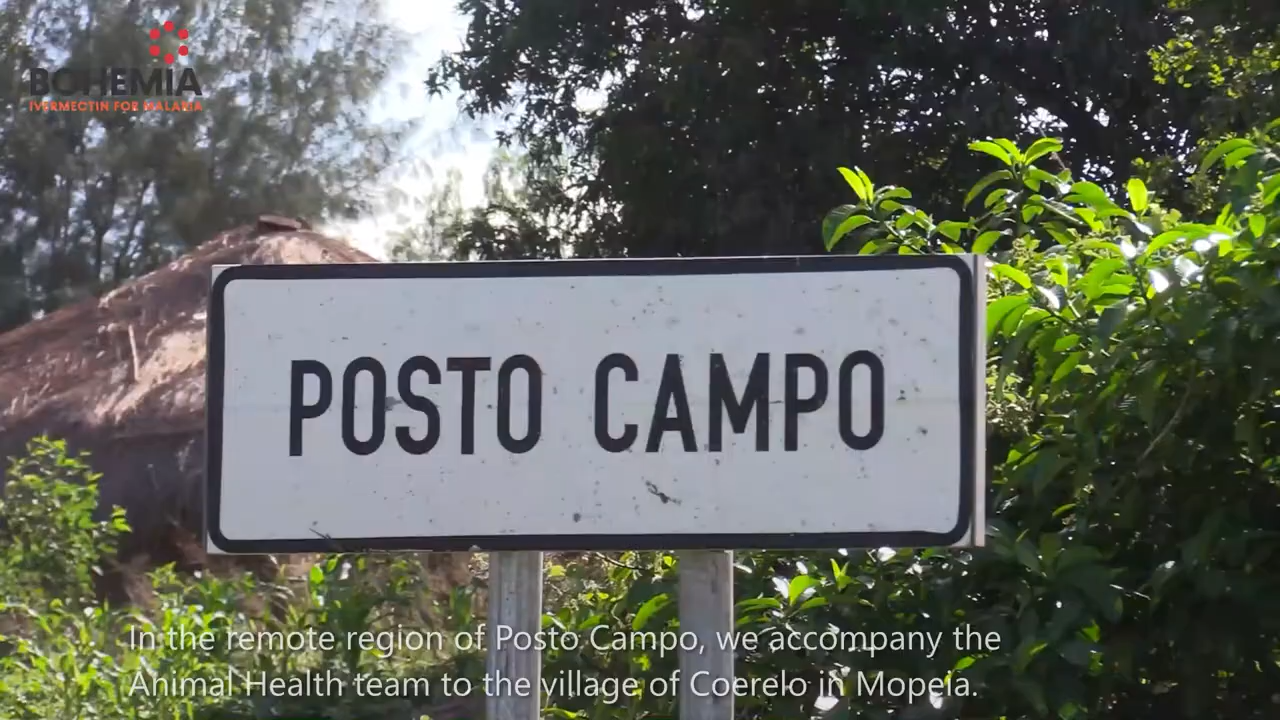 BOHEMIA
IVERMECTIN FOR MALARIA
POSTO CAMPO
In the remote region of Posto Campo, we accompany the
Animal Health team to the village of Coerelo in Mopeia.